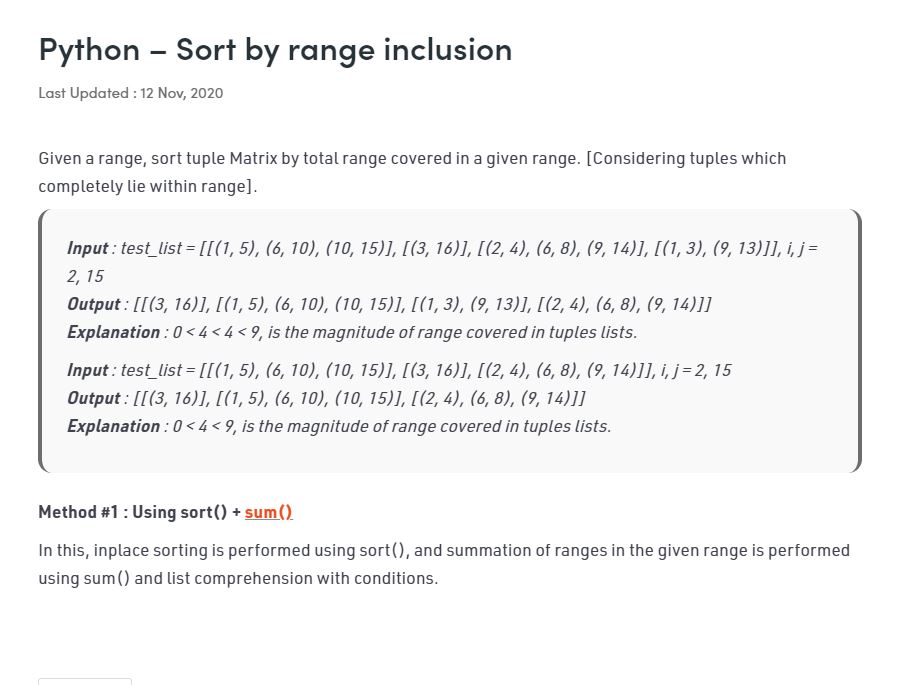 Python – Sort by range inclusion
Last Updated : 12 Nov, 2020
Given a range, sort tuple Matrix by total range covered in a given range. [Considering tuples which
completely lie within range].
Input : test_list = [[(1, 5), (6, 10), (10, 15)], [(3, 16)], [(2, 4), (6, 8), (9, 14)], [(1, 3), (9, 13)]], i, j =
2, 15
Output : [[(3, 16)], [(1, 5), (6, 10), (10, 15)], [(1, 3), (9, 13)], [(2, 4), (6, 8), (9, 14)]]
Explanation : 0 < 4 < 4 < 9, is the magnitude of range covered in tuples lists.
Input : test_list = [[(1, 5), (6, 10), (10, 15)], [(3, 16)], [(2, 4), (6, 8), (9, 14)]], i, j = 2, 15
Output : [[(3, 16)], [(1, 5), (6, 10), (10, 15)], [(2, 4), (6, 8), (9, 14)]]
Explanation : 0 < 4 < 9, is the magnitude of range covered in tuples lists.
Method #1 : Using sort() + sum()
In this, inplace sorting is performed using sort(), and summation of ranges in the given range is performed
using sum() and list comprehension with conditions.